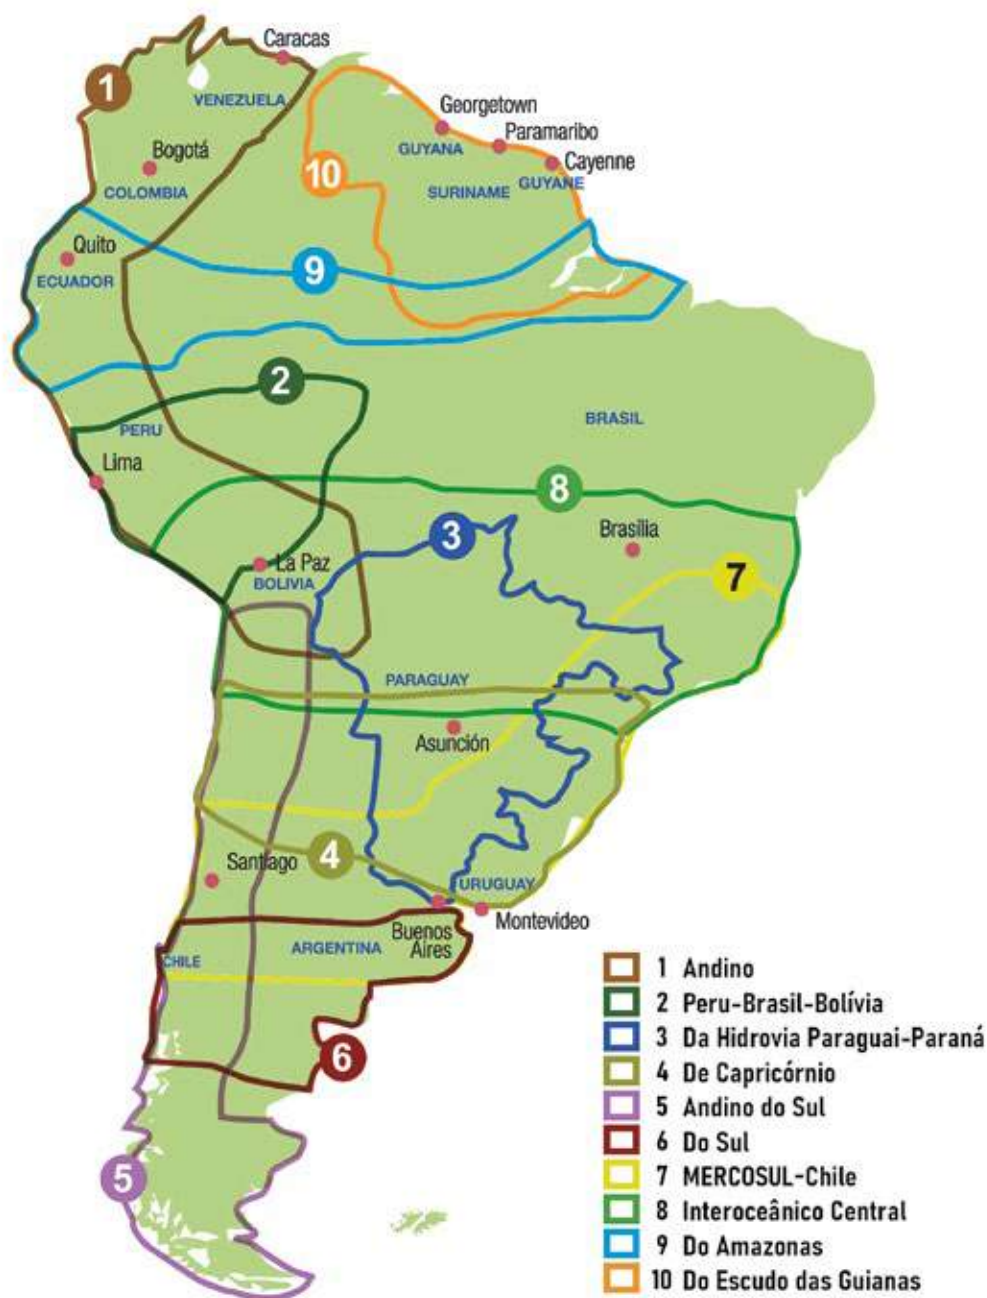 Caracas
1
VENEZUELA
Georgetown
Paramaribo
GUYANA
Bogotá
Cayenne
10
GUYANE
COLOMBIA
SURINAME
Quito
9
ECUADOR
2
BRASIL
PERU
Lima
8
3
Brasília
La Paz
7
BOLIVIA
PARAGUAY
Asunción
Santiago
4
URUGUAY
Montevideo
Buenos
Aires
ARGENTINA
CHILE
6
5
1 Andino
2 Peru-Brasil-Bolívia
3 Da Hidrovia Paraguai-Paraná
4 De Capricórnio
5 Andino do Sul
6 Do Sul
7 MERCOSUL-Chile
8 Interoceânico Central
9 Do Amazonas
10 Do Escudo das Guianas